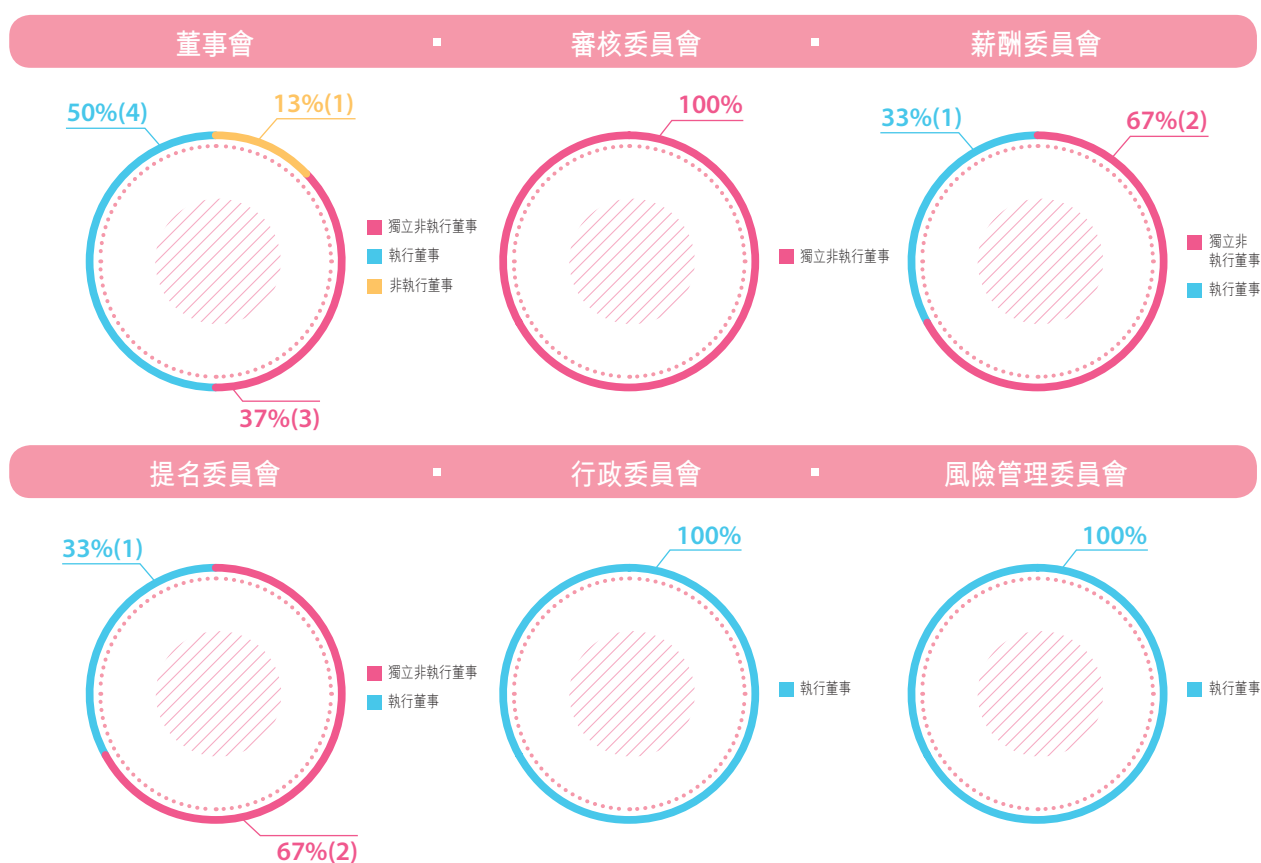 董事會
審核委員會
薪酬委員會
50%(4)
13%(1)
37%(3)
獨立非執行董事
執行董事
非執行董事
100%
獨立非執行董事
33%(1)
67%(2)
獨立非
執行董事
執行董事
提名委員會
行政委員會
風險管理委員會
33%(1)
67%(2)
獨立非執行董事
執行董事
100%
執行董事
100%
執行董事